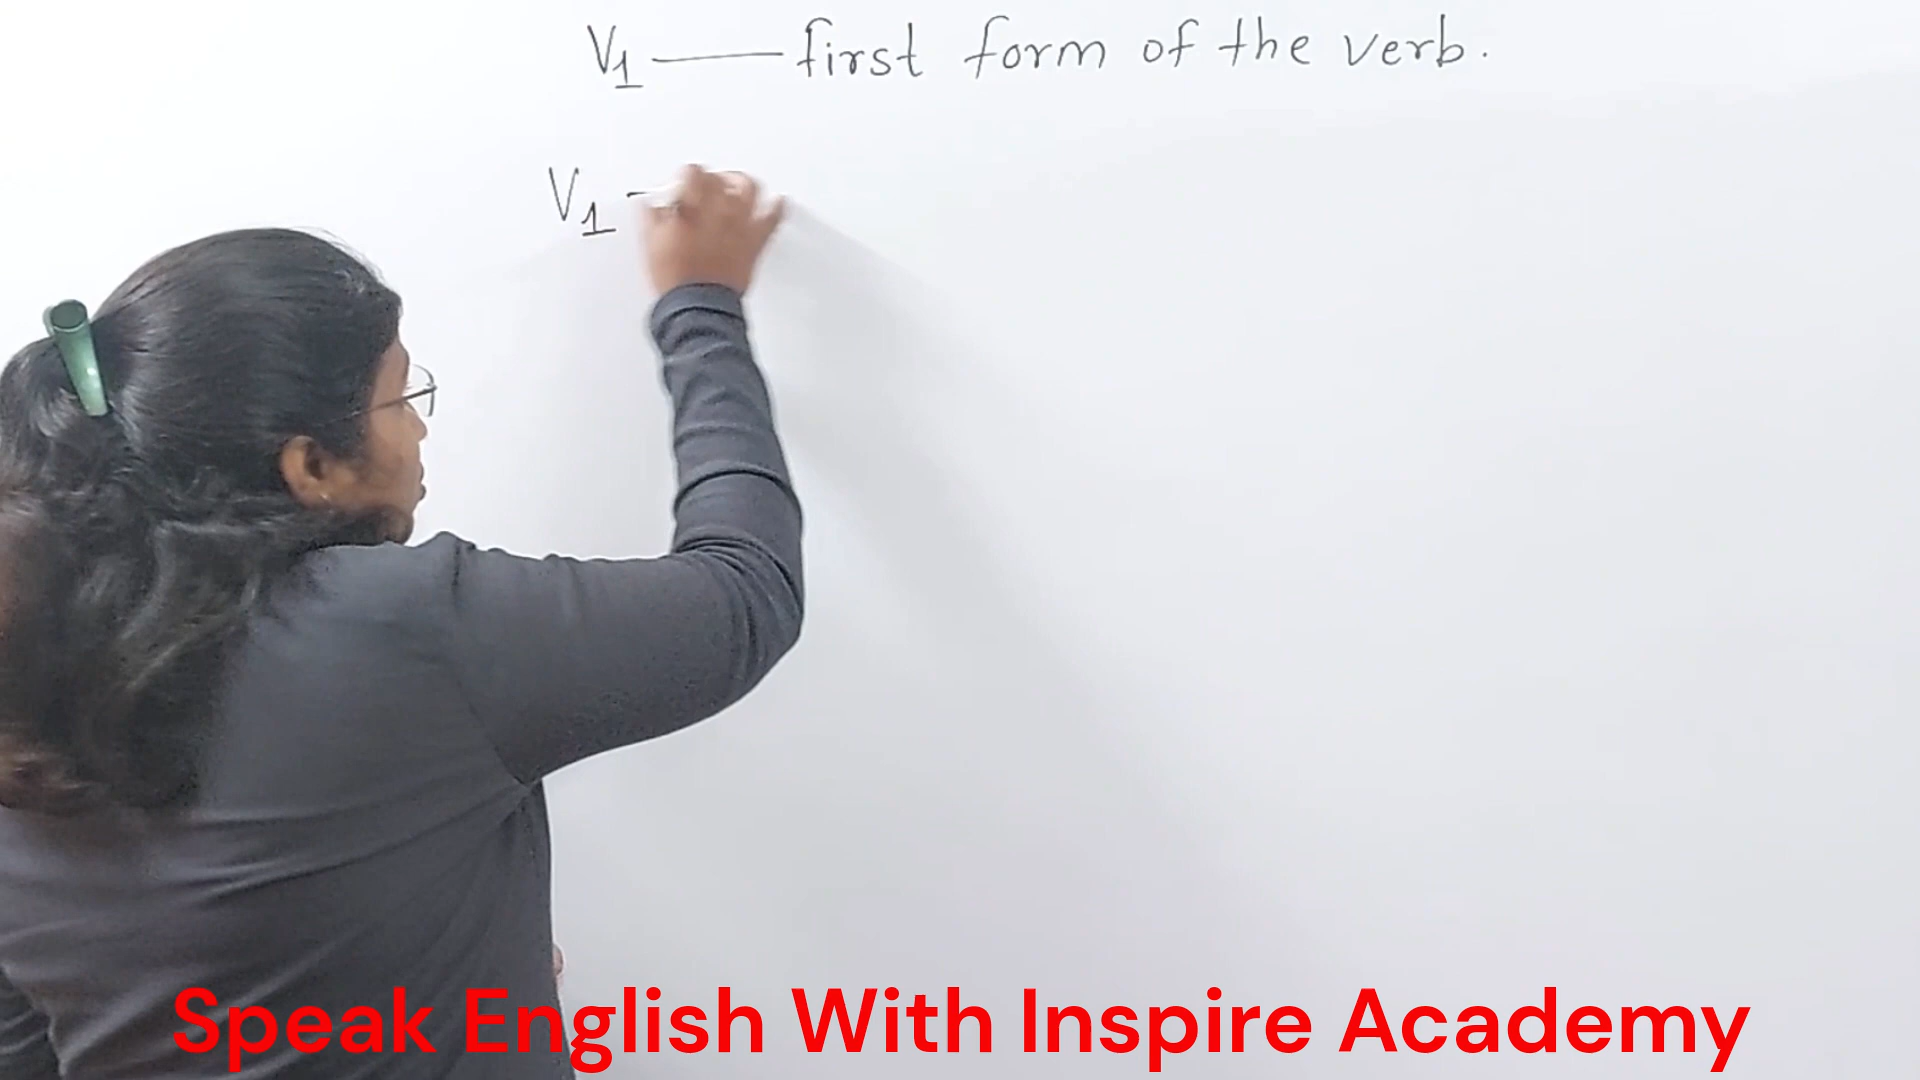 V1 — first form of the verb.
V1 —
Speak English With Inspire Academy